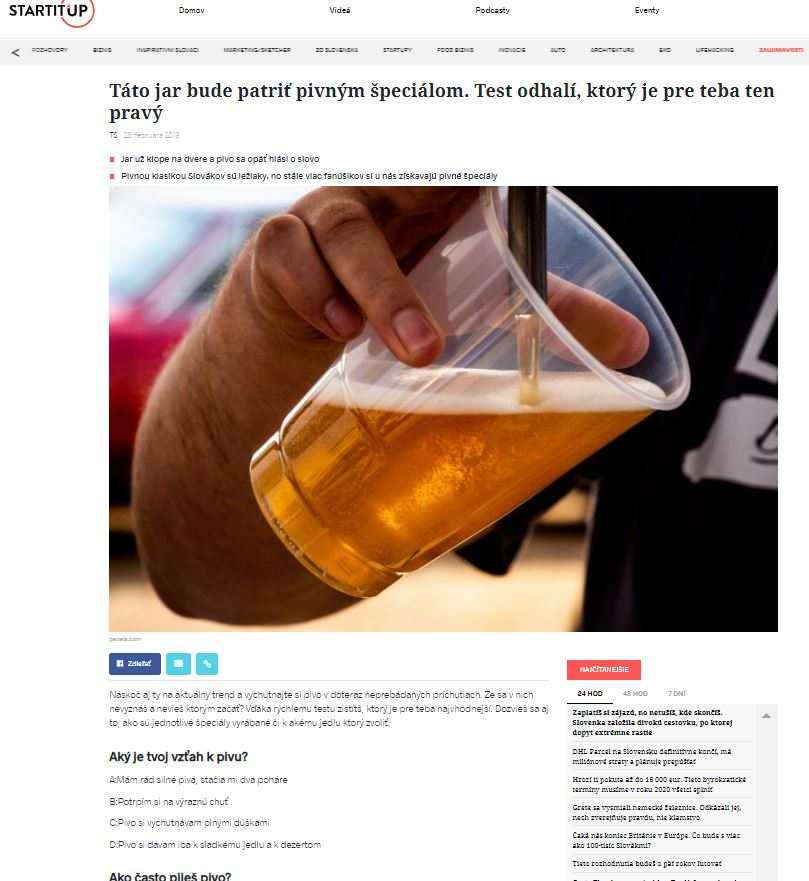 STARTITUP
Domov
Videá
Podcasty
Eventy
<
ROZHOVORY
BIZNIS
INŠPIRATÍVNI SLOVÁCI
MARKETING/SKETCHER
ZO SLOVENSKA
STARTUPY
FOOD BIZNIS
INOVÁCIE
AUTO
ARCHITEKTÚRA
EKO
LIFEHACKING
ZAUJÍMAVOSTI
Táto jar bude patriť pivným špeciálom. Test odhalí, ktorý je pre teba ten
pravý
TS 28. februára 2019
Jar už klope na dvere a pivo sa opäť hlási o slovo
Pivnou klasikou Slovákov sú ležiaky, no stále viac fanúšikov si u nás získavajú pivné špeciály
pexels.com
Zdieľať
Naskoč aj ty na aktuálny trend a vychutnajte si pivo v doteraz neprebádaných príchutiach. Že sa v nich
nevyznáš a nevieš ktorým začať? Vďaka rýchlemu testu zistíš, ktorý je pre teba najvhodnejší. Dozvieš sa aj
to, ako sú jednotlivé špeciály vyrábané či k akému jedlu ktorý zvoliť.
Aký je tvoj vzťah k pivu?
A:Mám rád silné pivá, stačia mi dva poháre
B:Potrpím si na výraznú chuť
C:Pivo si vychutnávam plnými dúškami
D:Pivo si dávam iba k sladkému jedlu a k dezertom
Ako často piješ pivo?
NAJČÍTANEJŠIE
24 HOD
48 HOD
7 DNÍ
Zaplatíš si zájazd, no netušíš, kde skončíš.
Slovenka založila divokú cestovku, po ktorej
dopyt extrémne rastie
DHL Parcel na Slovensku definitívne končí, má
miliónové straty a plánuje prepúšťať
Hrozí ti pokuta až do 16 000 eur. Tieto byrokratické
termíny musíme v roku 2020 všetci splniť
Grete sa vysmiali nemecké železnice. Odkázali jej,
nech zverejňuje pravdu, nie klamstvo
Čaká nás koniec Británie v Európe. Čo bude s viac
ako 100-tisíc Slovákmi?
Tieto rozhodnutia budeš o päť rokov ľutovať